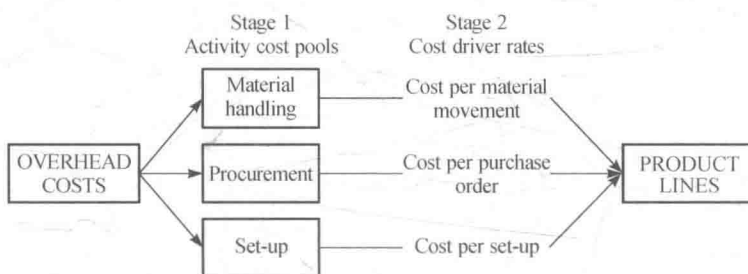 Stage 1
Activity cost pools
Stage 2
Cost driver rates
Material
handling
Cost per material
movement
OVERHEAD
COSTS
Procurement
Cost per purchase
order
PRODUCT
LINES
Set-up
Cost per set-up